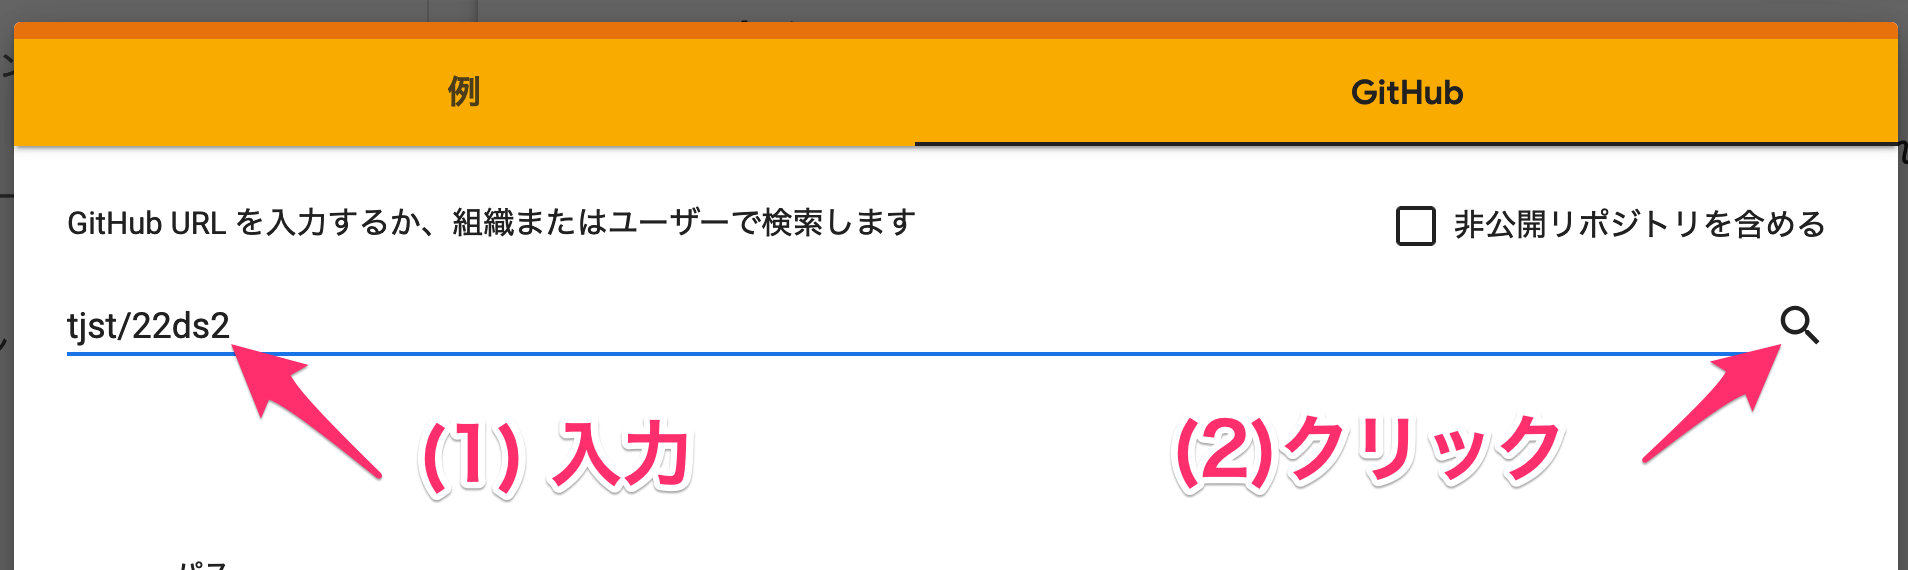 例
GitHub
GitHub URL を入力するか、組織またはユーザーで検索します
非公開リポジトリを含める
tjst/22ds2
(1) 入力
(2)クリック
パス